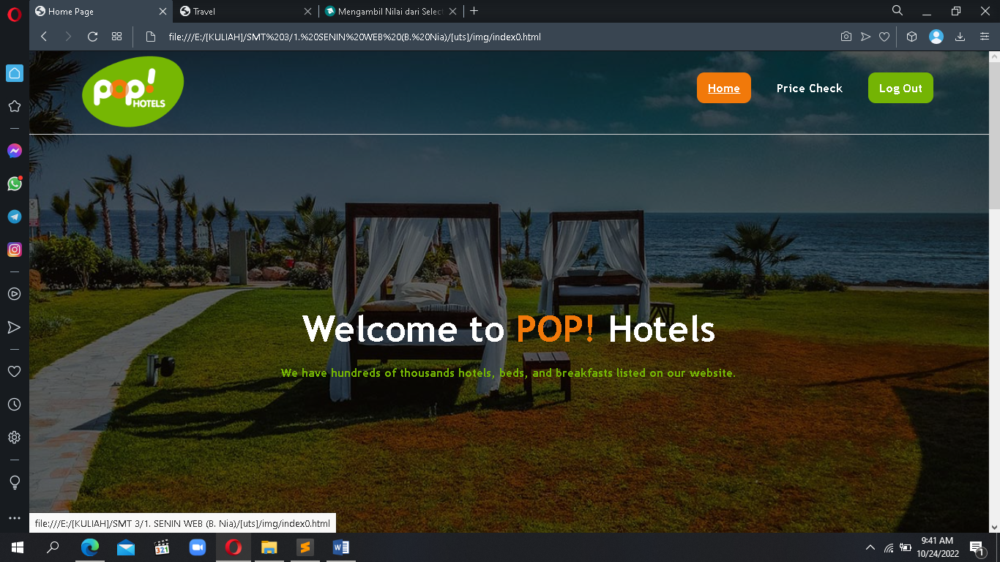 Home Page
Travel
Mengambil Nilai dari Select
file:///E:/[KULIAH]/SMT%203/1.%20SENIN%20WEB%20(B.%20Nia)/[uts]/img/index0.html
pop!
HOTELS
Home
Price Check
Log Out
Welcome to POP! Hotels
We have hundreds of thousands hotels, beds, and breakfasts listed on our website.
file:///E:/[KULIAH]/SMT 3/1. SENIN WEB (B. Nia)/[uts]/img/index0.html
321
9:41 AM
10/24/2022
1